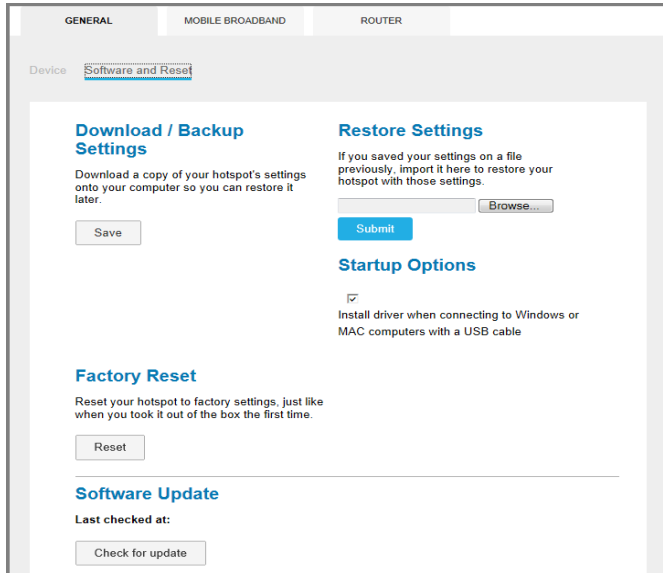 GENERAL MOBILE BROADBAND ROUTER
Device Software and Reset
Download / Backup
Settings
Download a copy of your hotspot's settings
onto your computer so you can restore it
later.
Save
Restore Settings
If you saved your settings on a file
previously, import it here to restore your
hotspot with those settings.
Browse...
Submit
Startup Options
Install driver when connecting to Windows or
MAC computers with a USB cable
Factory Reset
Reset your hotspot to factory settings, just like
when you took it out of the box the first time.
Reset
Software Update
Last checked at:
Check for update